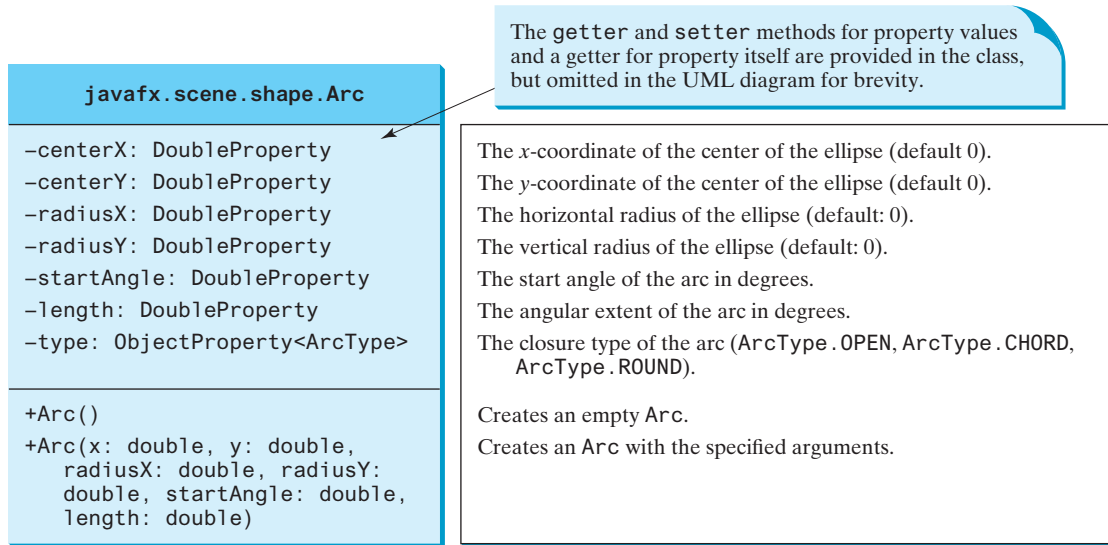 The getter and setter methods for property values
and a getter for property itself are provided in the class,
but omitted in the UML diagram for brevity.
javafx.scene.shape.Arc
–centerX: DoubleProperty
–centerY: DoubleProperty
–radiusX: DoubleProperty
–radiusY: DoubleProperty
–startAngle: DoubleProperty
–length: DoubleProperty
–type: ObjectProperty<ArcType>
+Arc()
+Arc(x: double, y: double,
radiusX: double, radiusY:
double, startAngle: double,
length: double)
The x-coordinate of the center of the ellipse (default 0).
The y-coordinate of the center of the ellipse (default 0).
The horizontal radius of the ellipse (default: 0).
The vertical radius of the ellipse (default: 0).
The start angle of the arc in degrees.
The angular extent of the arc in degrees.
The closure type of the arc (ArcType.OPEN, ArcType.CHORD,
ArcType.ROUND).
Creates an empty Arc.
Creates an Arc with the specified arguments.